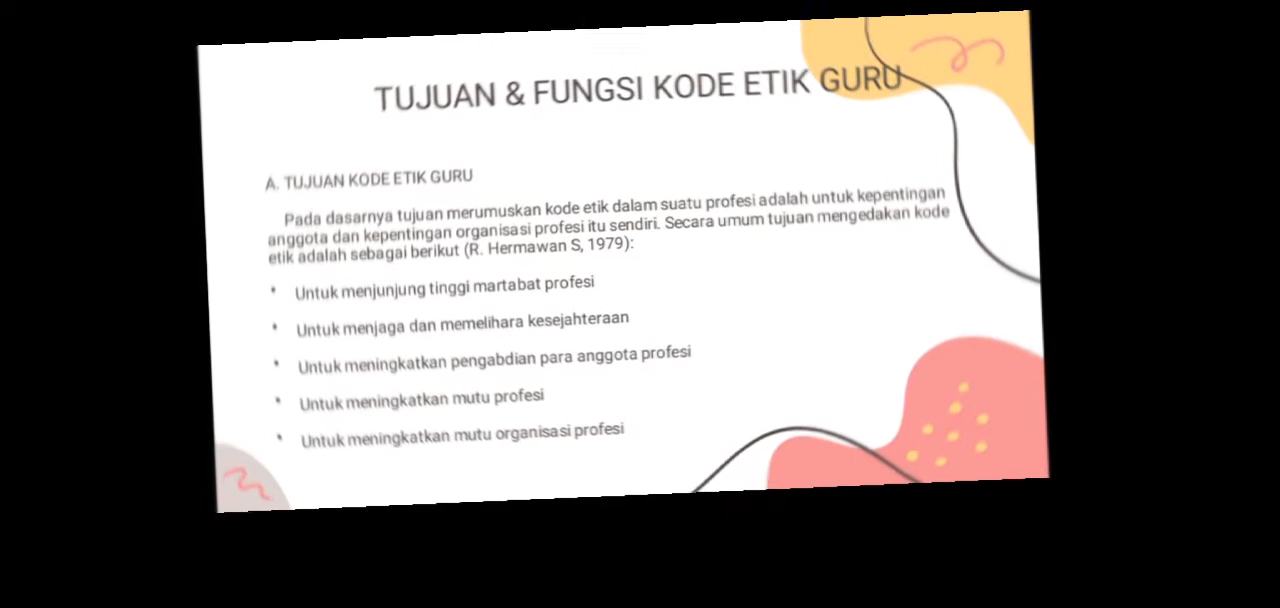 TUJUAN & FUNGSI KODE ETIK GURU
A. TUJUAN KODE ETIK GURU
Pada dasarnya tujuan merumuskan kode etik dalam suatu profesi adalah untuk kepentingan
anggota dan kepentingan organisasi profesi itu sendiri. Secara umum tujuan mengedakan kode
etik adalah sebagai berikut (R. Hermawan S, 1979):
* Untuk menjunjung tinggi martabat profesi
* Untuk menjaga dan memelihara kesejahteraan
* Untuk meningkatkan pengabdian para anggota profesi
* Untuk meningkatkan mutu profesi
* Untuk meningkatkan mutu organisasi profesi